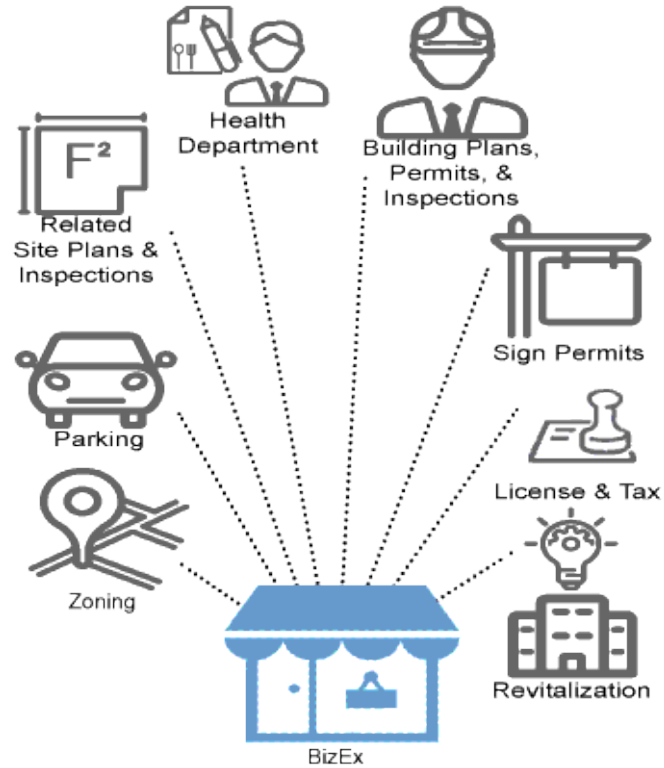 Health
Department
Building Plans,
Permits, &
Inspections
F²
Related
Site Plans &
Inspections
Sign Permits
Parking
License & Tax
Zoning
Revitalization
BizEx